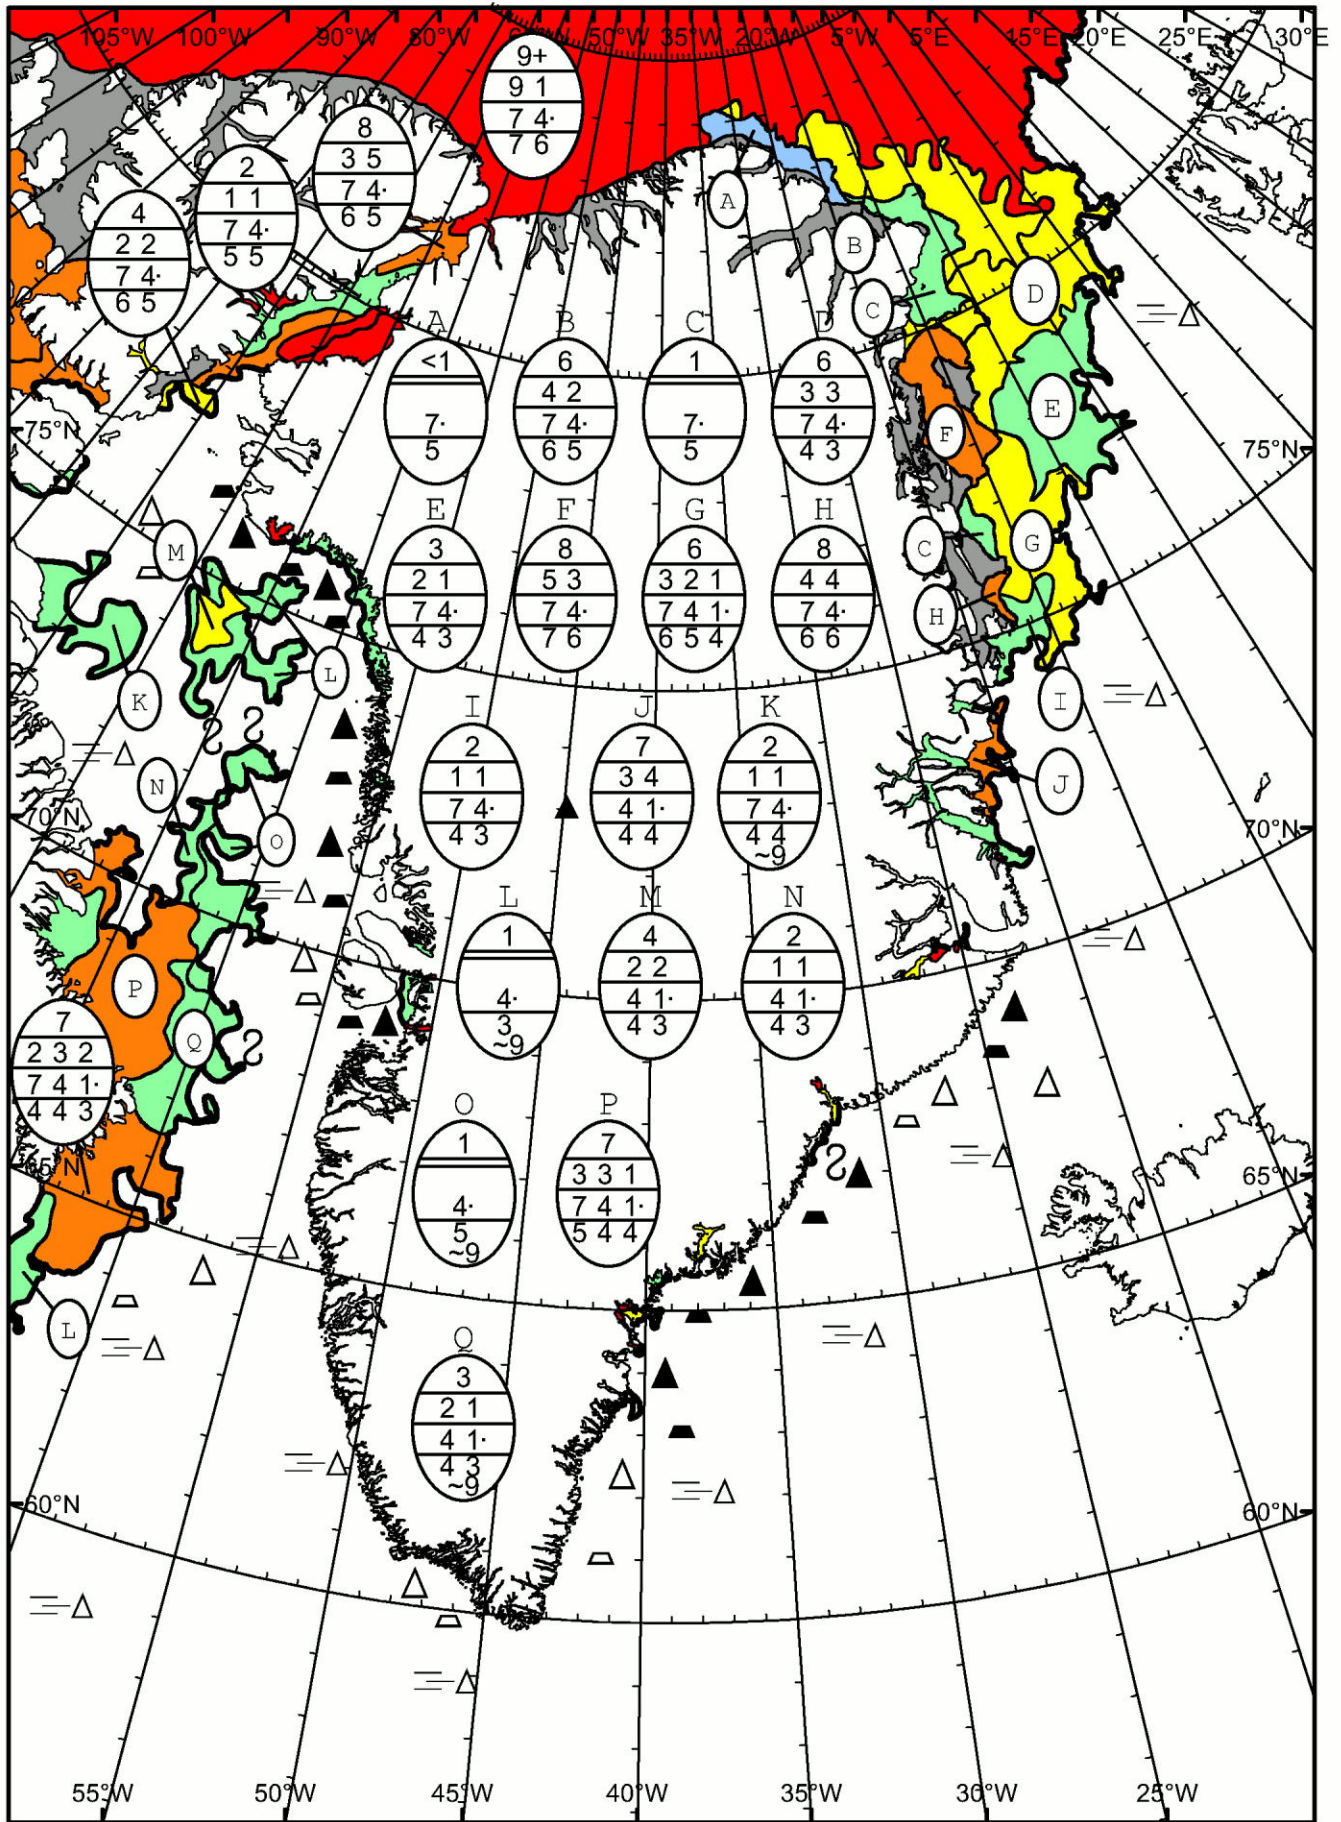 105°W 100°W 90°W 80°W 50°W 35°W 20°W 5°W 5°E 15°E 20°E 25°E 30°E
9+
9 1
7 4·
7 6
8
3 5
7 4·
6 5
2
1 1
7 4·
5 5
4
2 2
7 4·
6 5
A
B
C
D
E
F
C
G
H
I
J
75°N
75°N
A B C D
<1 6 1 6
4 2 3 3
7· 7 4· 7· 7 4·
5 6 5 5 4 3
E F G H
3 8 6 8
2 1 5 3 3 2 1 4 4
7 4· 7 4· 7 4 1· 7 4·
4 3 7 6 6 5 4 6 6
M
L
K
N
O
I J K
2 7 2
1 1 3 4 1 1
7 4· 4 1· 7 4·
4 3 4 4 4 4
~9
70°N
70°N
L M N
1 4 2
2 2 1 1
4· 4 1· 4 1·
3 4 3 4 3
~9
P
Q
7
2 3 2
7 4 1·
4 4 3
O P
1 7
3 3 1
4· 7 4 1·
5 5 4 4
~9
65°N
65°N
L
Q
3
2 1
4 1·
4 3
~9
60°N
60°N
55°W 50°W 45°W 40°W 35°W 30°W 25°W